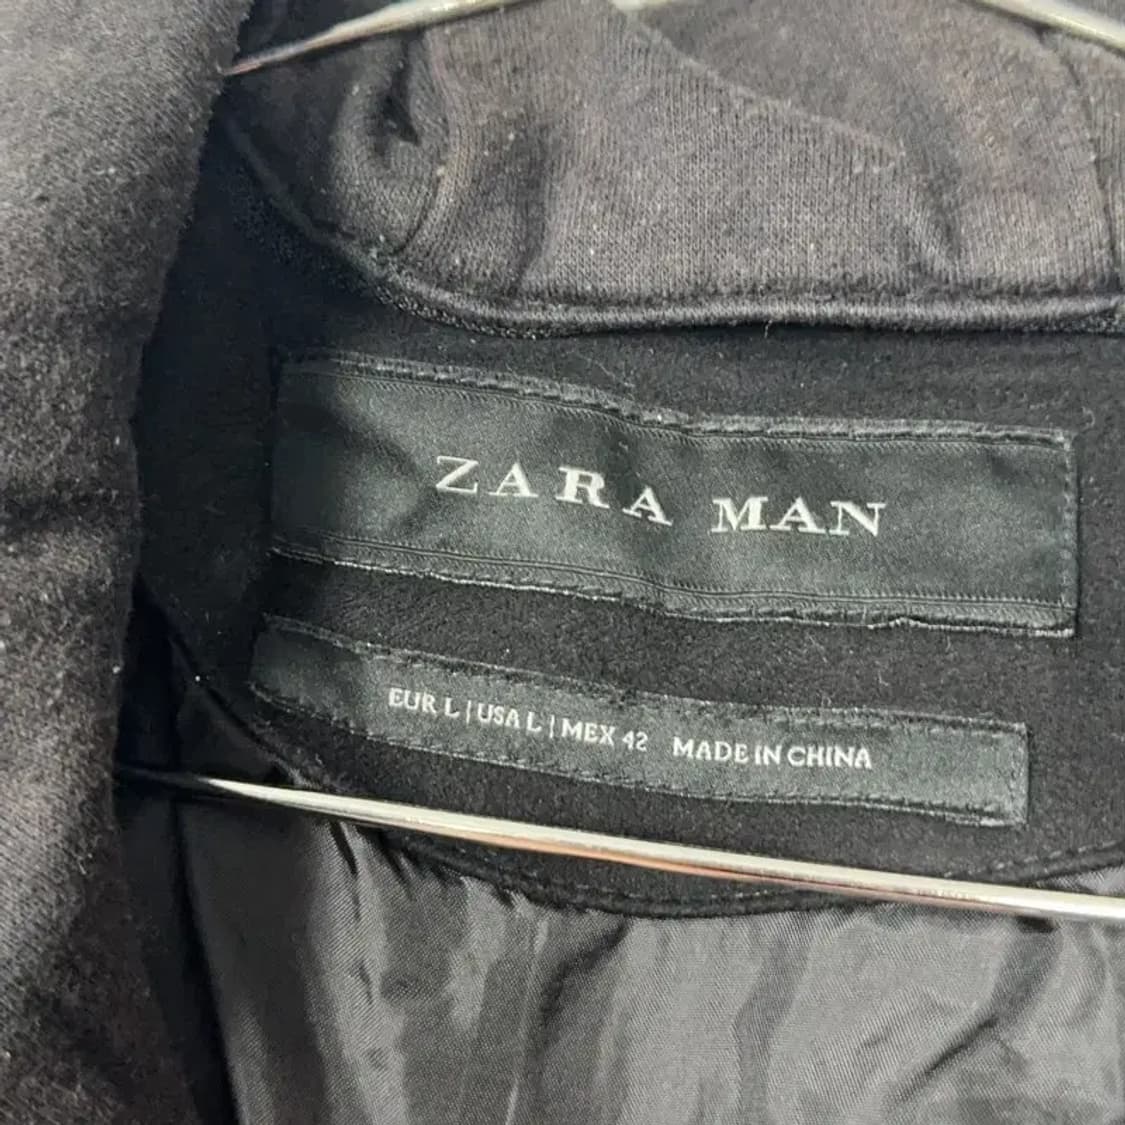 ZARA MAN
EUR L | USA L | MEX 42 MADE IN CHINA